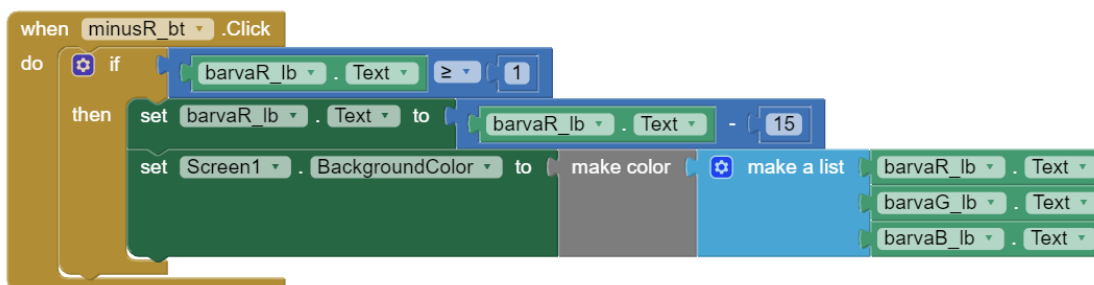 when minusR_bt .Click
do if barvaR_lb . Text ≥ 1
then set barvaR_lb . Text to barvaR_lb . Text - 15
set Screen1 . BackgroundColor to make color make a list barvaR_lb . Text
barvaG_lb . Text
barvaB_lb . Text